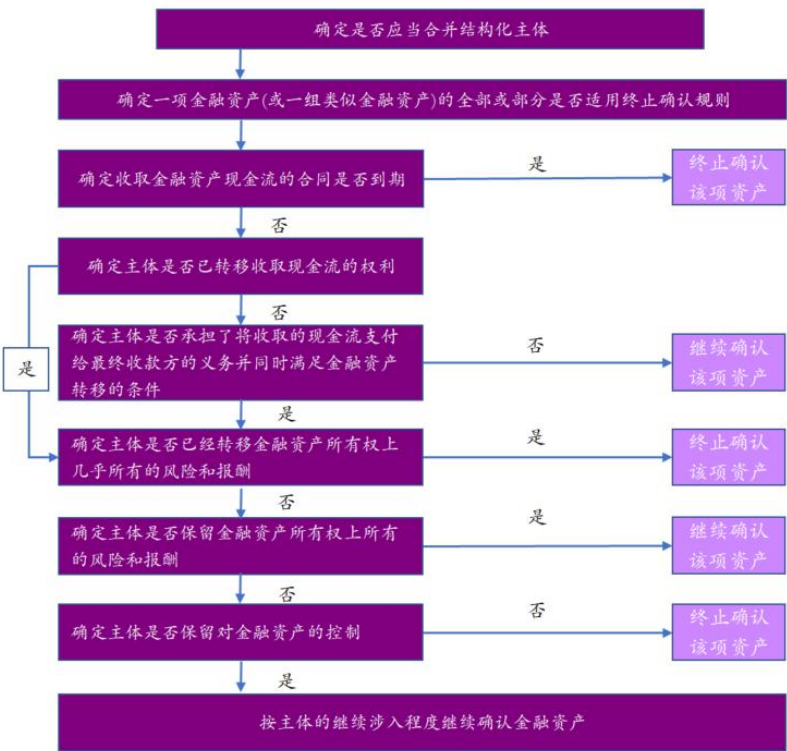 确定是否应当合并结构化主体
确定一项金融资产(或一组类似金融资产)的全部或部分是否适用终止确认规则
确定收取金融资产现金流的合同是否到期
是
终止确认
该项资产
否
确定主体是否已转移收取现金流的权利
否
确定主体是否承担了将收取的现金流支付
给最终收款方的义务并同时满足金融资产
转移的条件
否
继续确认
该项资产
是
是
确定主体是否已经转移金融资产所有权上
几乎所有的风险和报酬
是
终止确认
该项资产
否
确定主体是否保留金融资产所有权上所有
的风险和报酬
是
继续确认
该项资产
否
确定主体是否保留对金融资产的控制
否
终止确认
该项资产
是
按主体的继续涉入程度继续确认金融资产